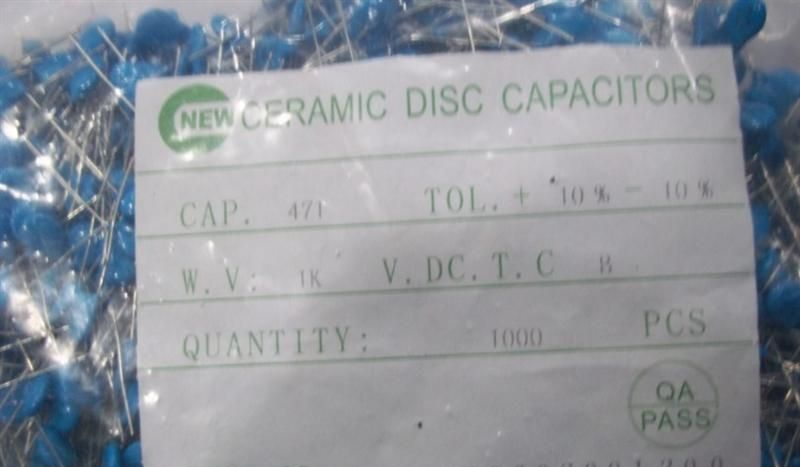 NEW CERAMIC DISC CAPACITORS
CAP. 471 TOL. + 10% - 10%
W.V: 1K V.DC.T.C B
QUANTITY: 1000 PCS
QA
PASS